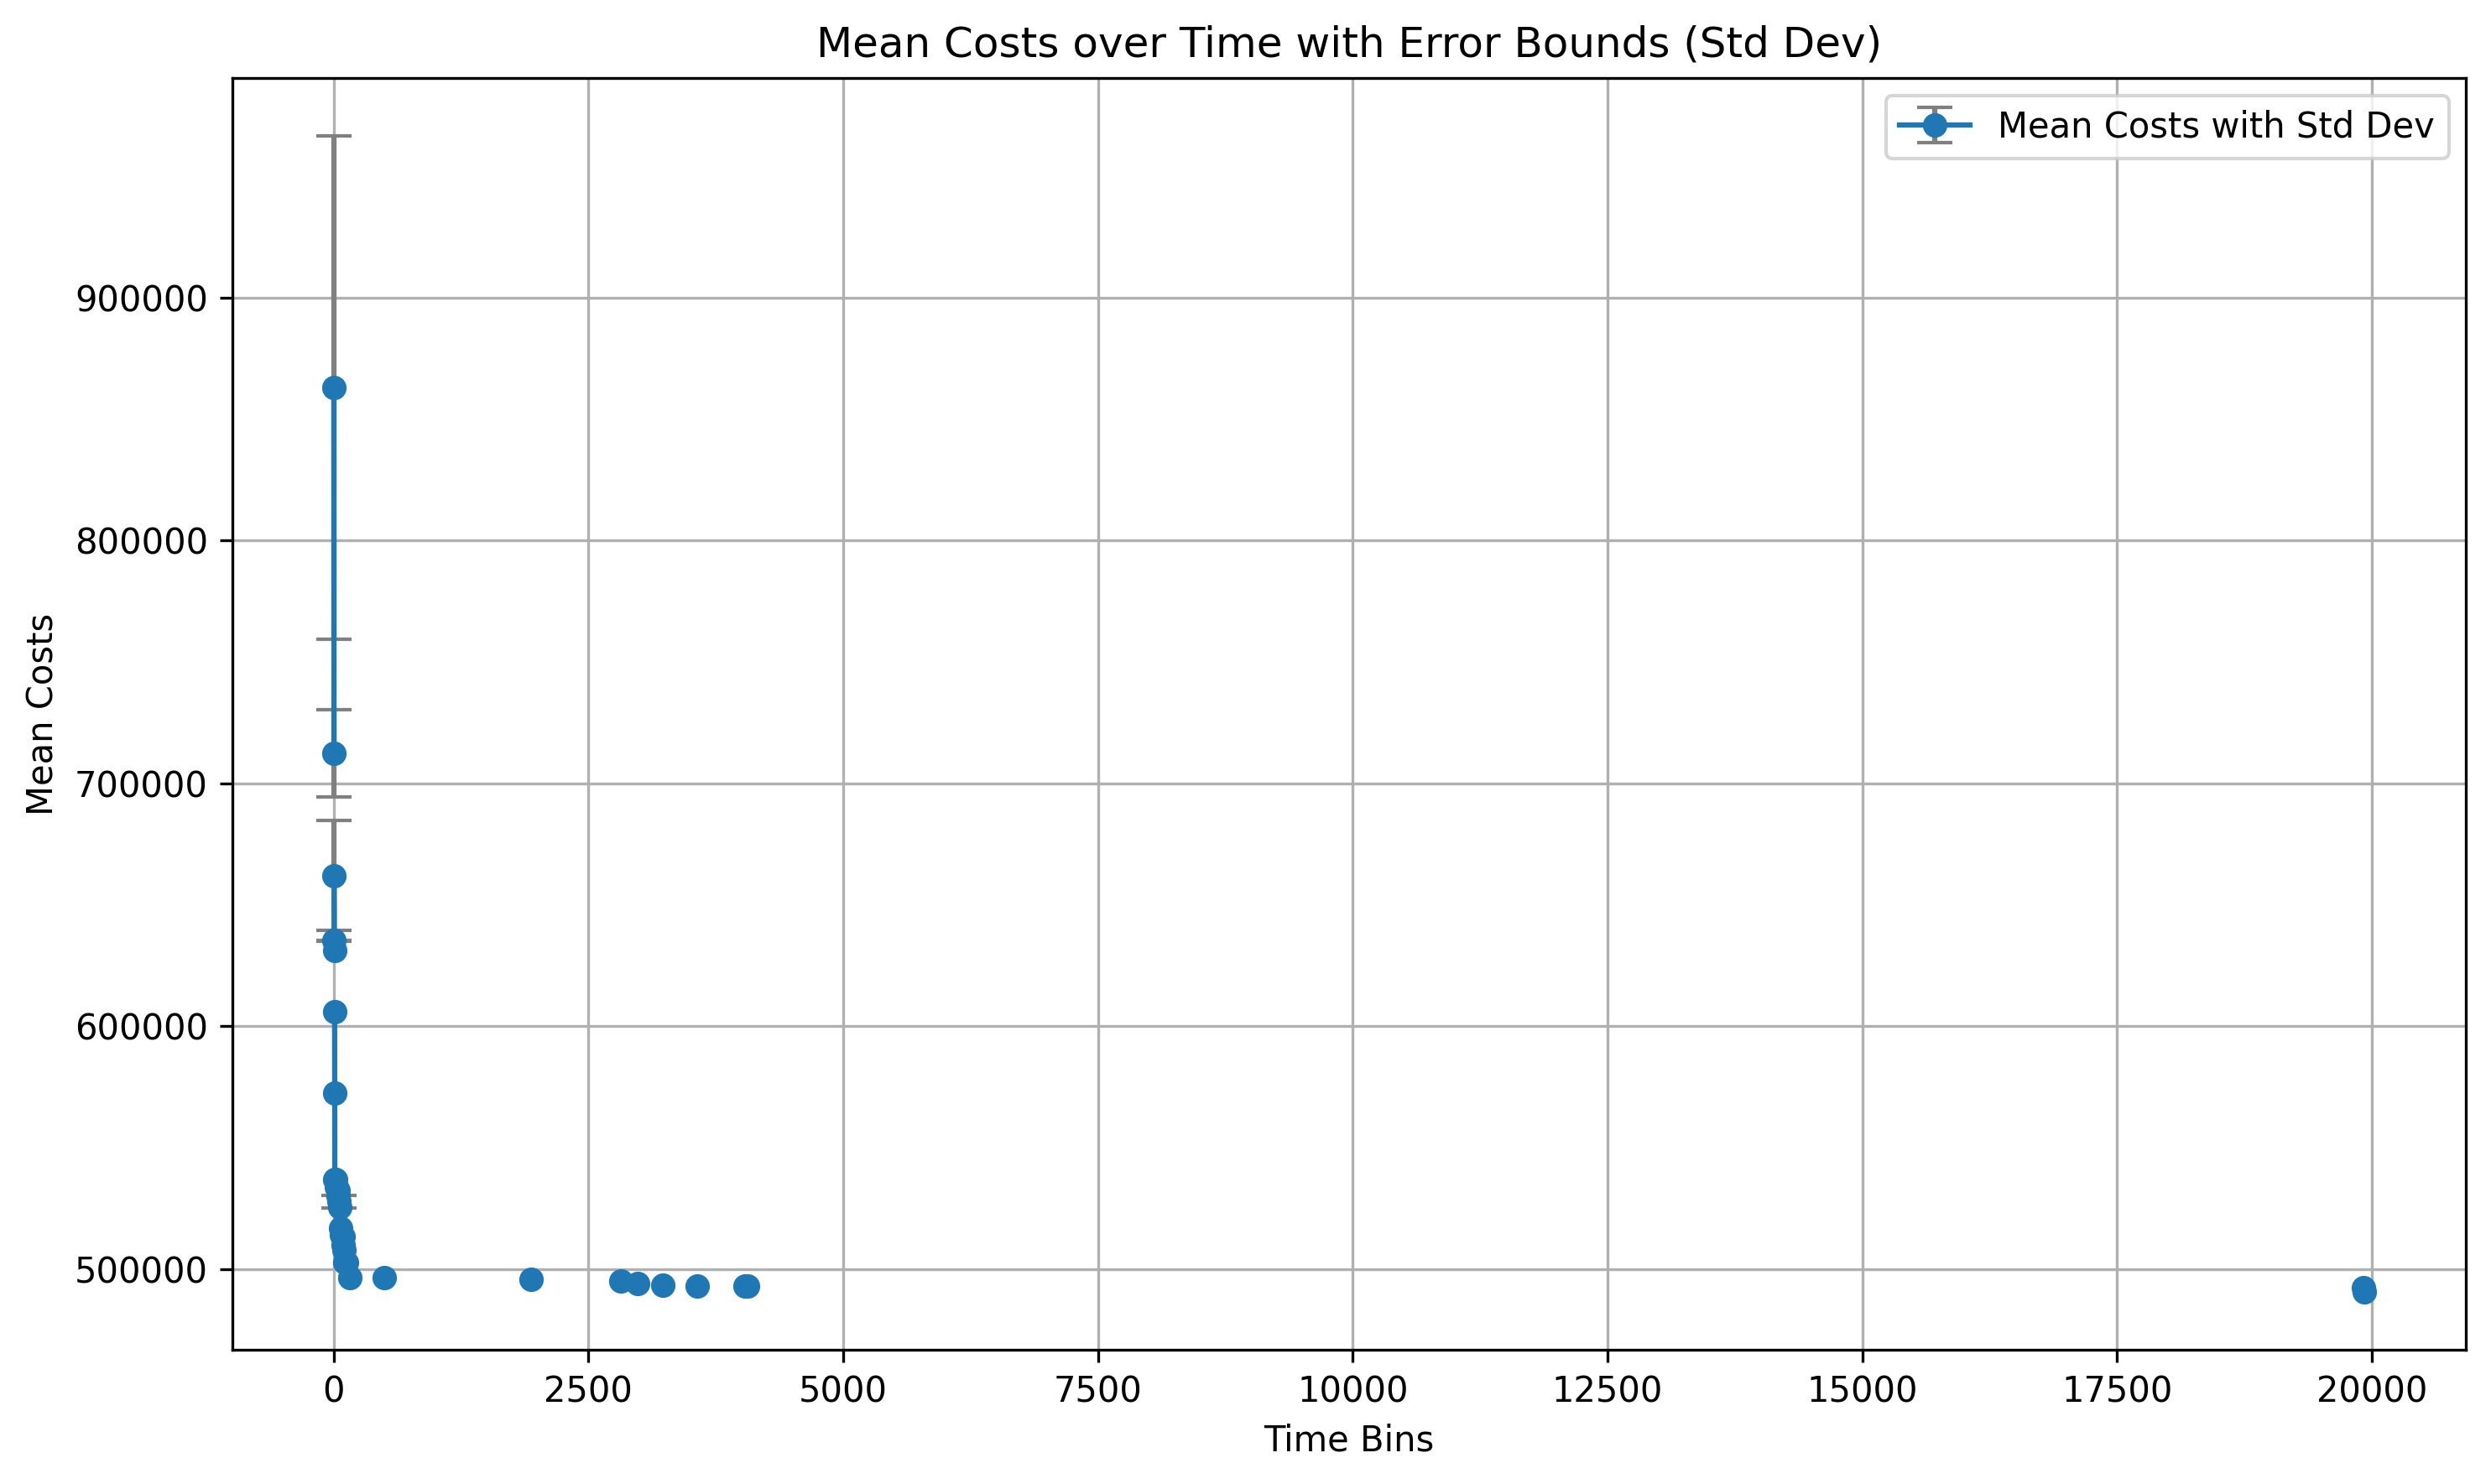 Mean Costs over Time with Error Bounds (Std Dev)
Mean Costs with Std Dev
900000
800000
700000
600000
500000
Mean Costs
0 2500 5000 7500 10000 12500 15000 17500 20000
Time Bins